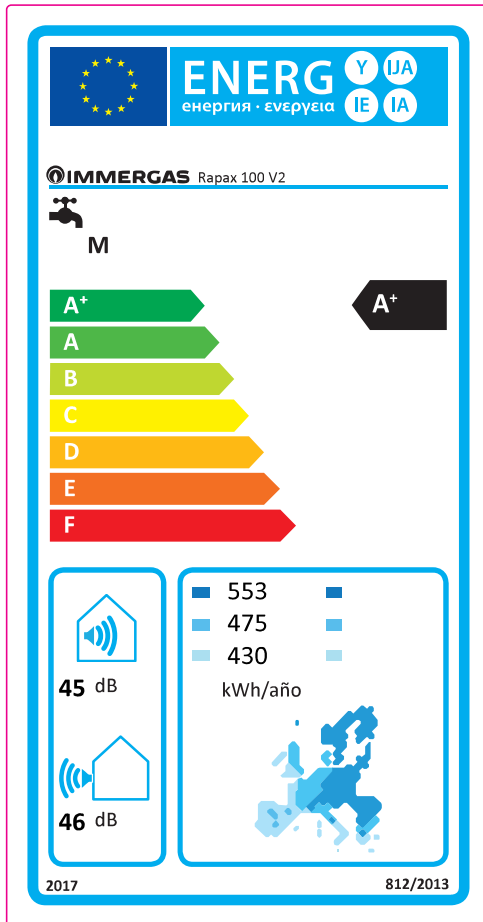 ENERG Y IJA
енергия · ενεργεια IE IA
IMMERGAS Rapax 100 V2
M
A+ A+
A
B
C
D
E
F
553
475
430
kWh/año
45 dB
46 dB
2017 812/2013